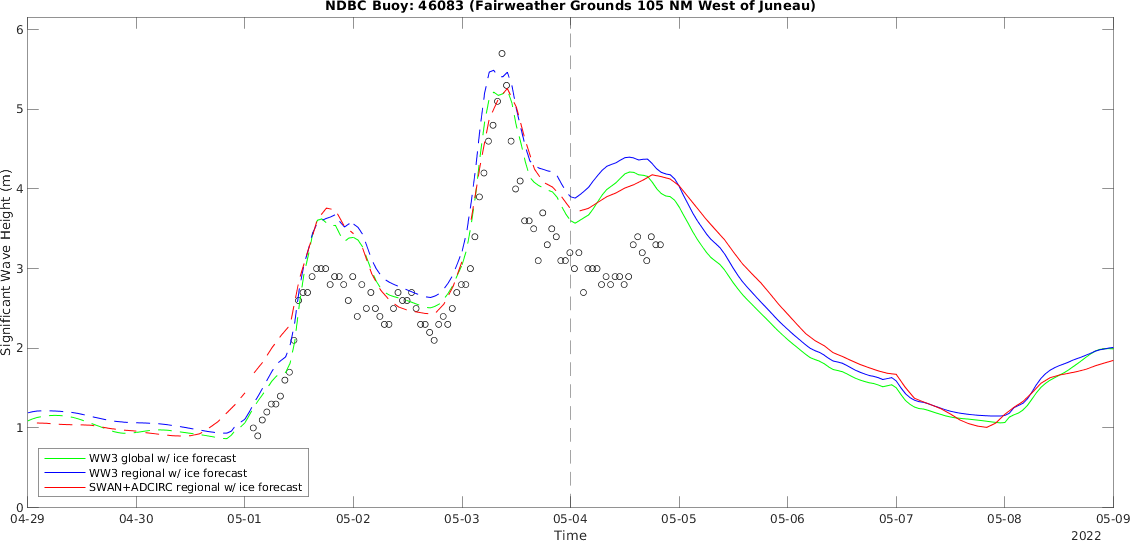 NDBC Buoy: 46083 (Fairweather Grounds 105 NM West of Juneau)
Significant Wave Height (m)
6
5
4
3
2
1
0
WW3 global w/ ice forecast
WW3 regional w/ ice forecast
SWAN+ADCIRC regional w/ ice forecast
04-29 04-30 05-01 05-02 05-03 05-04 05-05 05-06 05-07 05-08 05-09
Time
2022